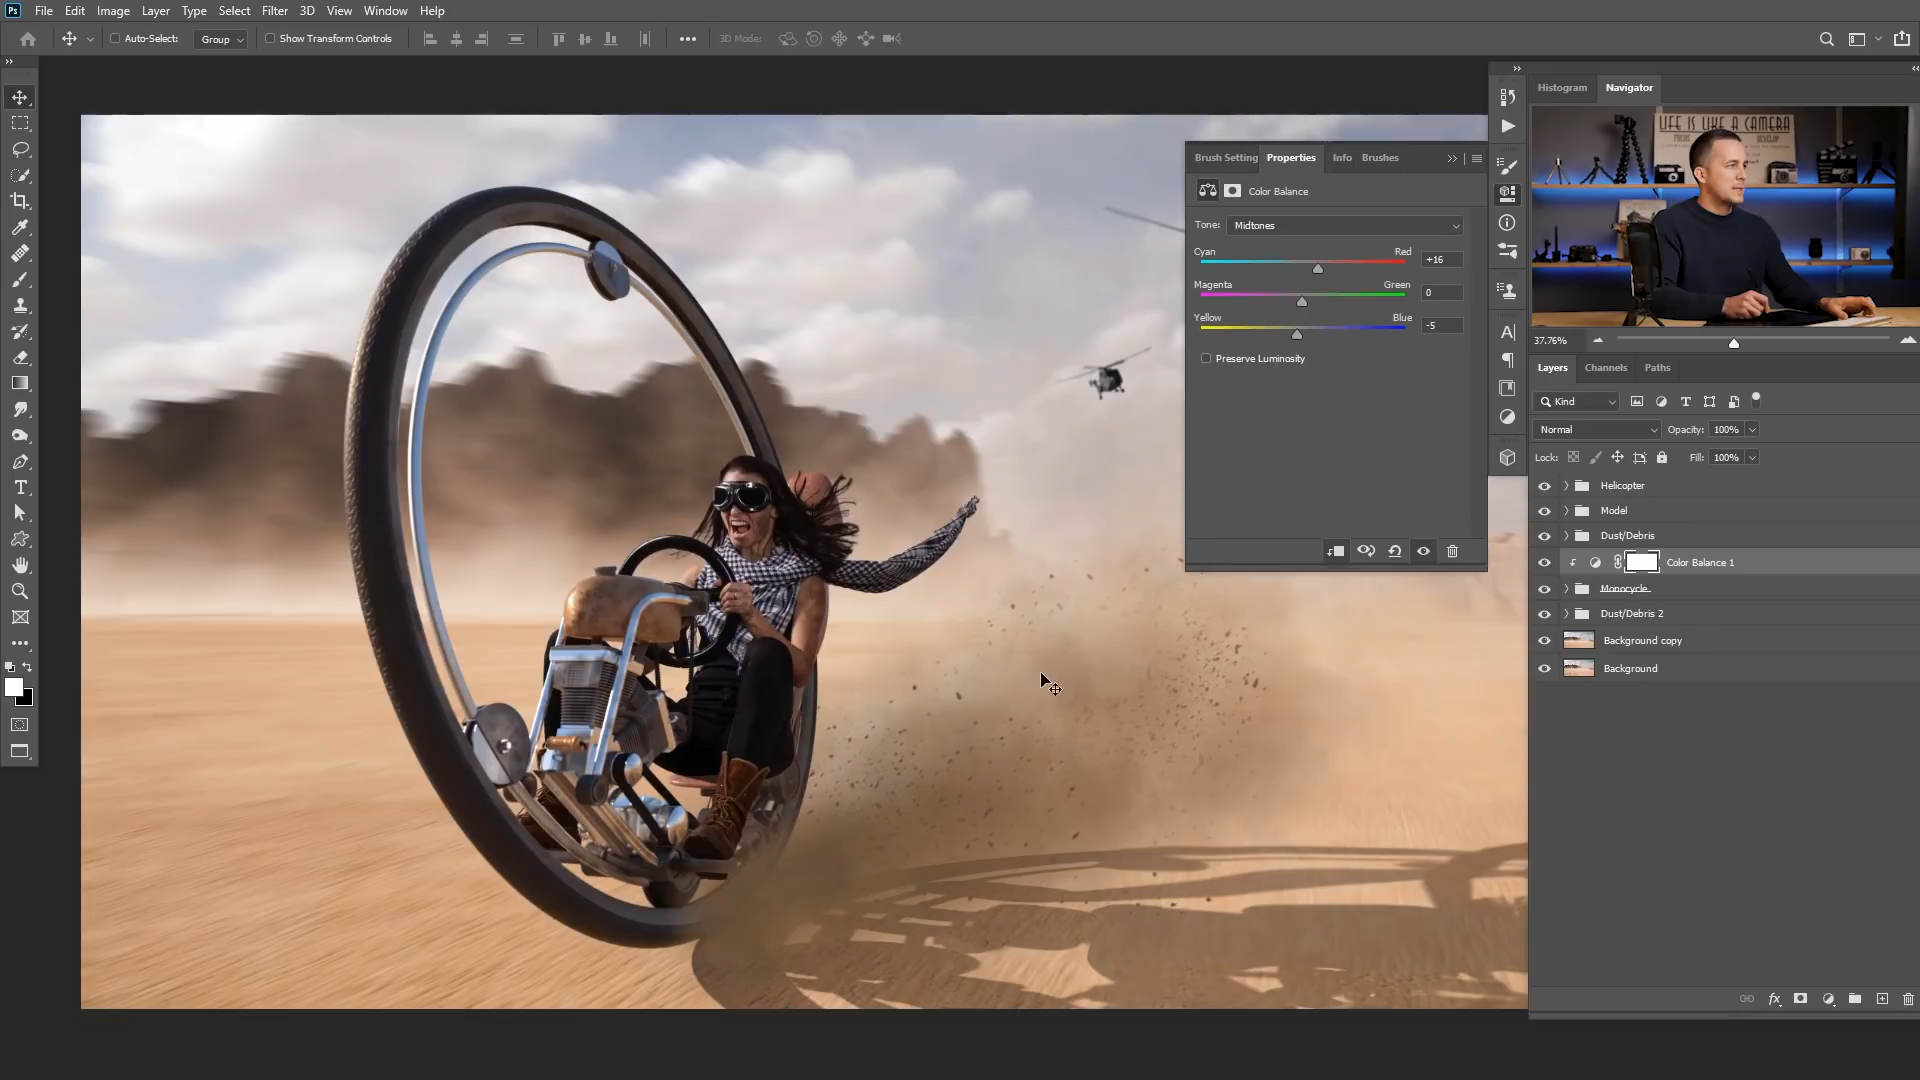 Ps File Edit Image Layer Type Select Filter 3D View Window Help
Auto-Select: Group Show Transform Controls 3D Mode:
Histogram Navigator
LIFE IS LIKE A CAMERA
Brush Setting Properties Info Brushes
Color Balance
Tone: Midtones
Cyan Red +16
Magenta Green 0
Yellow Blue -5
Preserve Luminosity
37.76%
Layers Channels Paths
Kind
Normal Opacity: 100%
Lock: Fill: 100%
Helicopter
Model
Dust/Debris
Color Balance 1
Monocycle
Dust/Debris 2
Background copy
Background